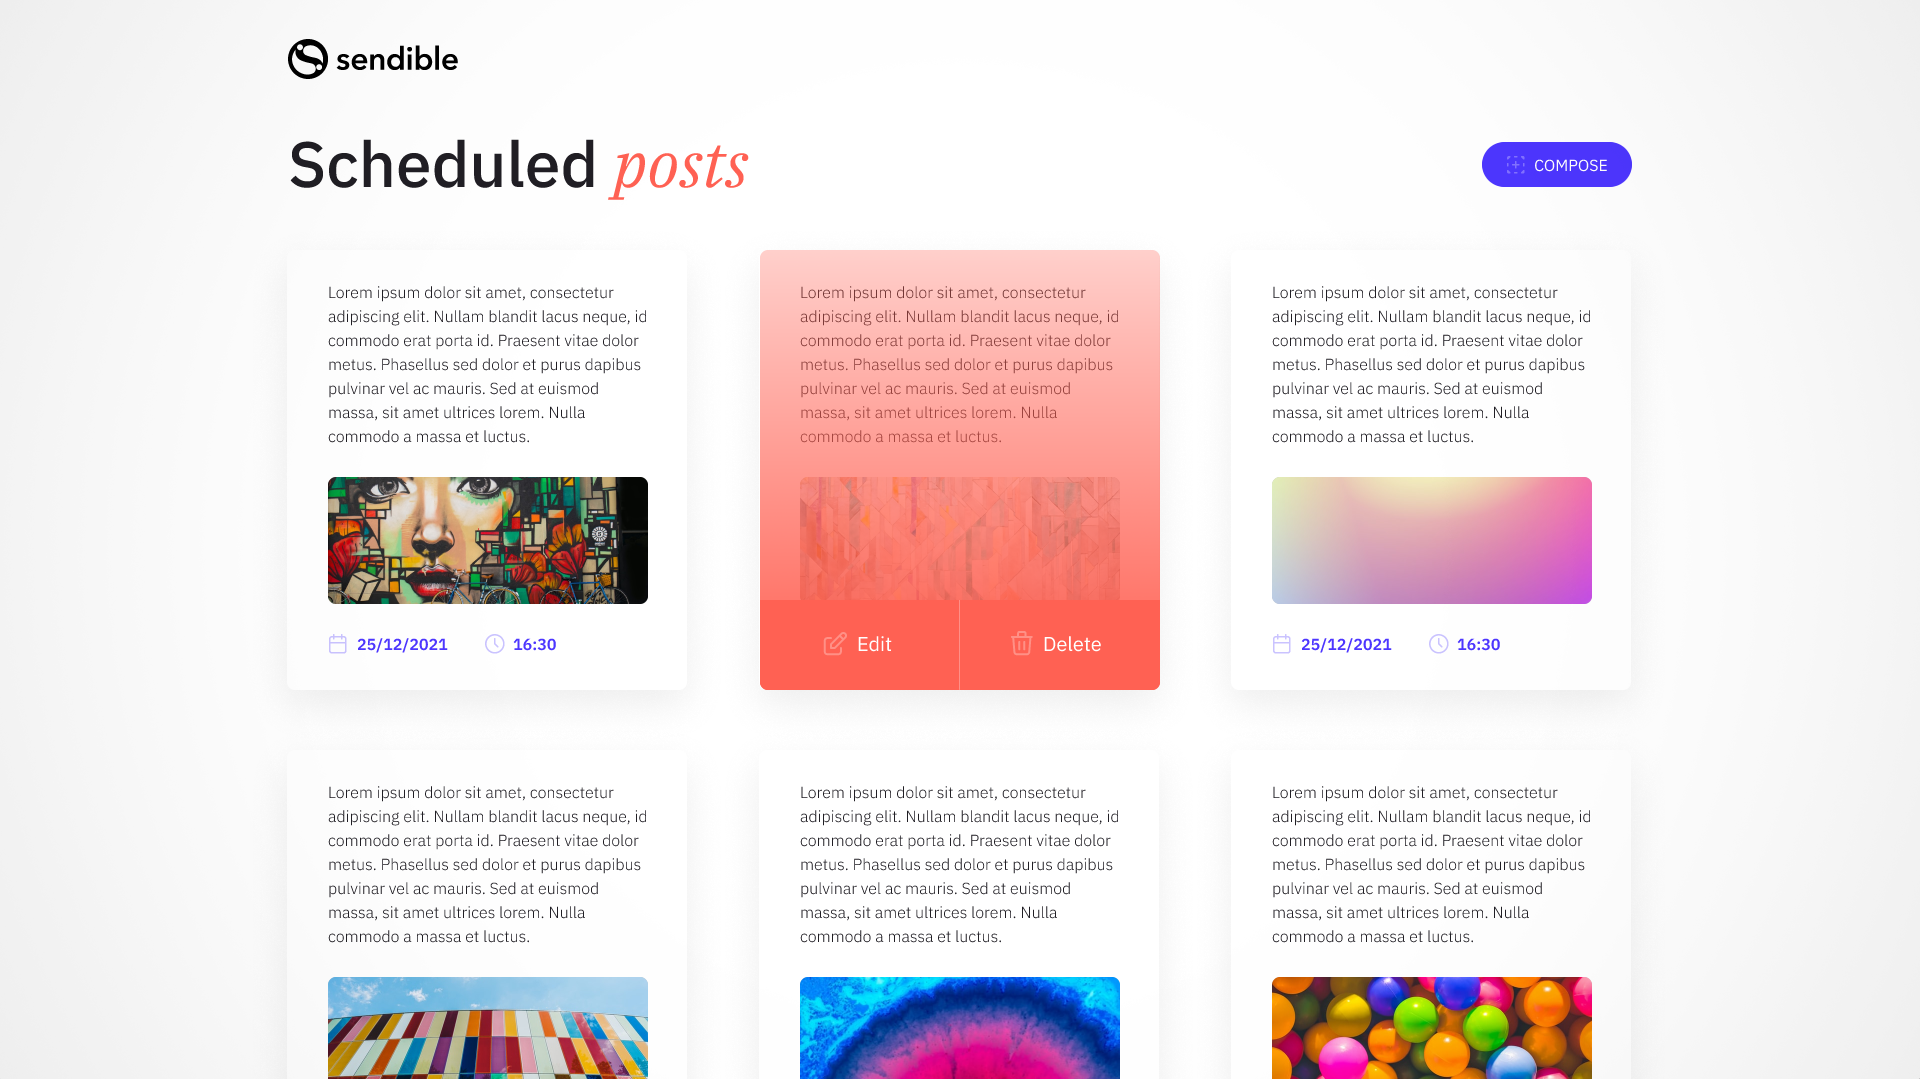 sendible
Scheduled posts
COMPOSE
Lorem ipsum dolor sit amet, consectetur
adipiscing elit. Nullam blandit lacus neque, id
commodo erat porta id. Praesent vitae dolor
metus. Phasellus sed dolor et purus dapibus
pulvinar vel ac mauris. Sed at euismod
massa, sit amet ultrices lorem. Nulla
commodo a massa et luctus.
25/12/2021
16:30
Lorem ipsum dolor sit amet, consectetur
adipiscing elit. Nullam blandit lacus neque, id
commodo erat porta id. Praesent vitae dolor
metus. Phasellus sed dolor et purus dapibus
pulvinar vel ac mauris. Sed at euismod
massa, sit amet ultrices lorem. Nulla
commodo a massa et luctus.
Edit
Delete
Lorem ipsum dolor sit amet, consectetur
adipiscing elit. Nullam blandit lacus neque, id
commodo erat porta id. Praesent vitae dolor
metus. Phasellus sed dolor et purus dapibus
pulvinar vel ac mauris. Sed at euismod
massa, sit amet ultrices lorem. Nulla
commodo a massa et luctus.
25/12/2021
16:30
Lorem ipsum dolor sit amet, consectetur
adipiscing elit. Nullam blandit lacus neque, id
commodo erat porta id. Praesent vitae dolor
metus. Phasellus sed dolor et purus dapibus
pulvinar vel ac mauris. Sed at euismod
massa, sit amet ultrices lorem. Nulla
commodo a massa et luctus.
Lorem ipsum dolor sit amet, consectetur
adipiscing elit. Nullam blandit lacus neque, id
commodo erat porta id. Praesent vitae dolor
metus. Phasellus sed dolor et purus dapibus
pulvinar vel ac mauris. Sed at euismod
massa, sit amet ultrices lorem. Nulla
commodo a massa et luctus.
Lorem ipsum dolor sit amet, consectetur
adipiscing elit. Nullam blandit lacus neque, id
commodo erat porta id. Praesent vitae dolor
metus. Phasellus sed dolor et purus dapibus
pulvinar vel ac mauris. Sed at euismod
massa, sit amet ultrices lorem. Nulla
commodo a massa et luctus.